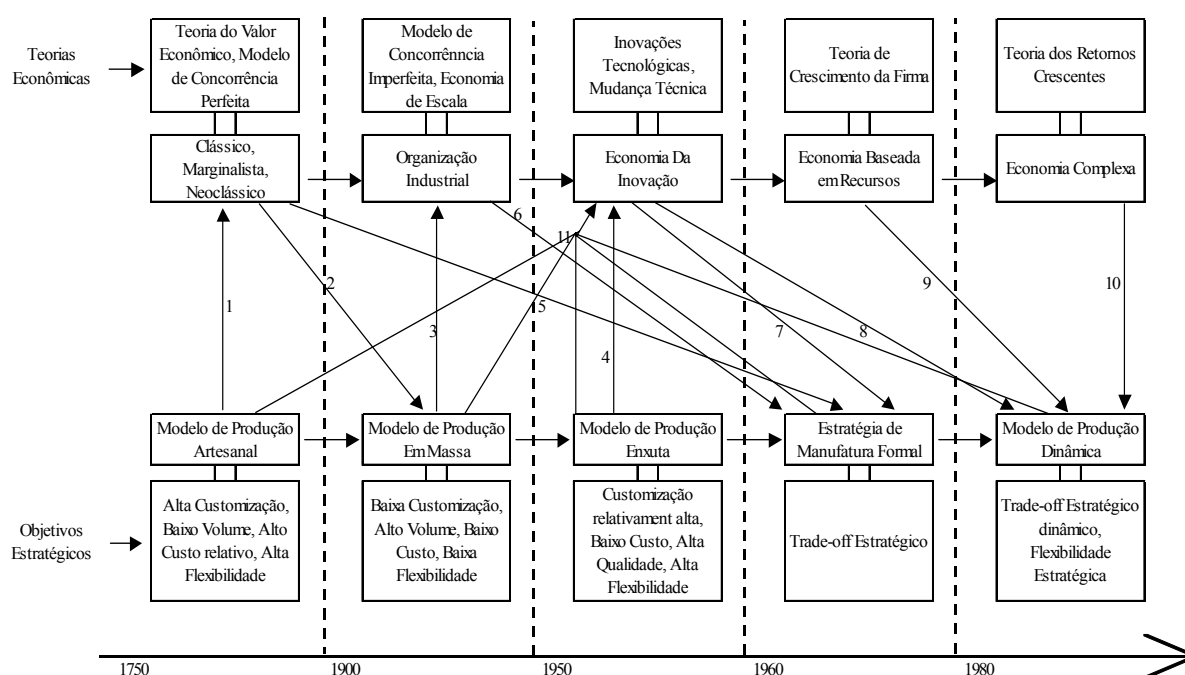 Teorias
Econômicas
Teoria do Valor
Econômico, Modelo
de Concorrência
Perfeita
Modelo de
Concorrênncia
Imperfeita, Economia
de Escala
Inovações
Tecnológicas,
Mudança Técnica
Teoria de
Crescimento da Firma
Teoria dos Retornos
Crescentes
Clássico,
Marginalista,
Neoclássico
Organização
Industrial
Economia Da
Inovação
Economia Baseada
em Recursos
Economia Complexa
1
2
3
4
5
6
7
8
9
10
11
Modelo de Produção
Artesanal
Modelo de Produção
Em Massa
Modelo de Produção
Enxuta
Estratégia de
Manufatura Formal
Modelo de Produção
Dinâmica
Objetivos
Estratégicos
Alta Customização,
Baixo Volume, Alto
Custo relativo, Alta
Flexibilidade
Baixa Customização,
Alto Volume, Baixo
Custo, Baixa
Flexibilidade
Customização
relativament alta,
Baixo Custo, Alta
Qualidade, Alta
Flexibilidade
Trade-off Estratégico
Trade-off Estratégico
dinâmico,
Flexibilidade
Estratégica
1750
1900
1950
1960
1980